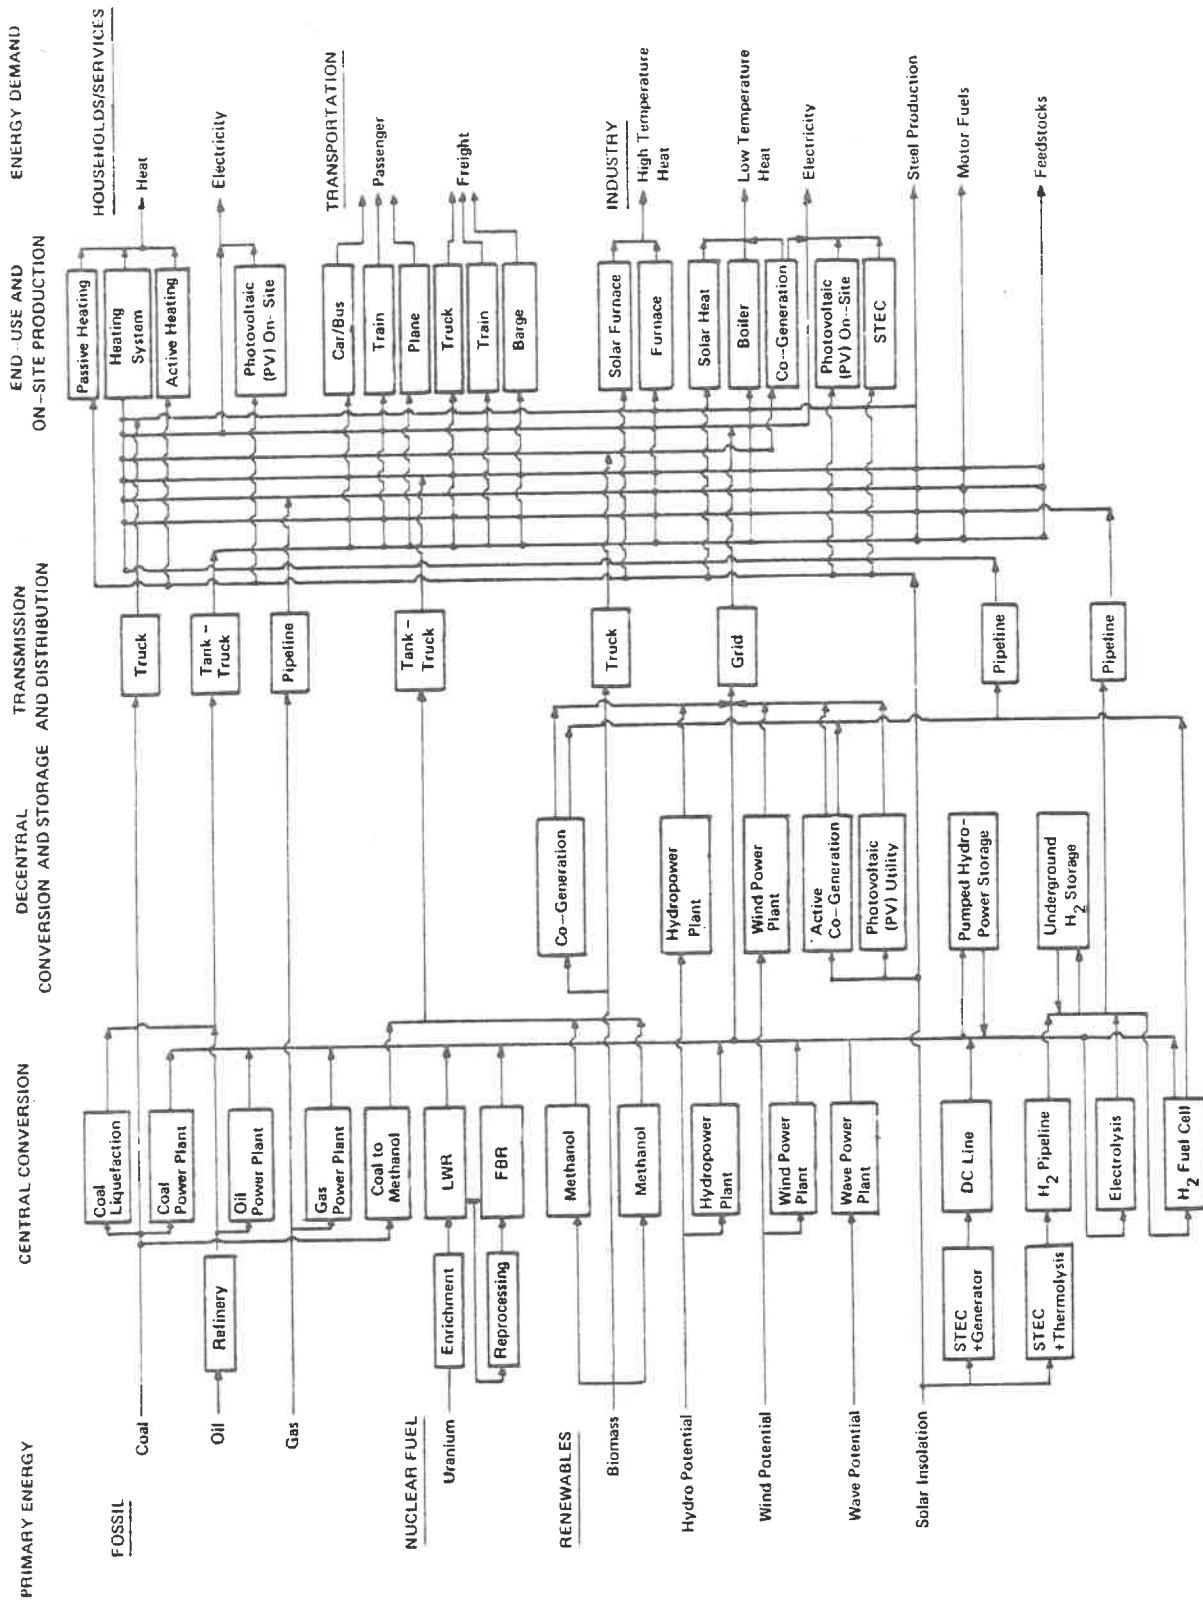 PRIMARY ENERGY
CENTRAL CONVERSION
DECENTRAL
CONVERSION AND STORAGE
TRANSMISSION
AND DISTRIBUTION
END-USE AND
ON-SITE PRODUCTION
ENERGY DEMAND
FOSSIL
Coal
Oil
Gas
NUCLEAR FUEL
Uranium
RENEWABLES
Biomass
Hydro Potential
Wind Potential
Wave Potential
Solar Insolation
Refinery
Enrichment
Reprocessing
STEC
+Generator
STEC
+Thermolysis
Coal
Liquefaction
Coal
Power Plant
Oil
Power Plant
Gas
Power Plant
Coal to
Methanol
LWR
FBR
Methanol
Methanol
Hydropower
Plant
Wind Power
Plant
Wave Power
Plant
DC Line
H2 Pipeline
Electrolysis
H2 Fuel Cell
Co-Generation
Hydropower
Plant
Wind Power
Plant
Active
Co-Generation
Photovoltaic
(PV) Utility
Pumped Hydro-
Power Storage
Underground
H2 Storage
Truck
Tank-
Truck
Pipeline
Tank-
Truck
Truck
Grid
Pipeline
Pipeline
Passive Heating
Heating
System
Active Heating
Photovoltaic
(PV) On-Site
Car/Bus
Train
Plane
Truck
Train
Barge
Solar Furnace
Furnace
Solar Heat
Boiler
Co-Generation
Photovoltaic
(PV) On-Site
STEC
HOUSEHOLDS/SERVICES
Heat
Electricity
TRANSPORTATION
Passenger
Freight
INDUSTRY
High Temperature
Heat
Low Temperature
Heat
Electricity
Steel Production
Motor Fuels
Feedstocks